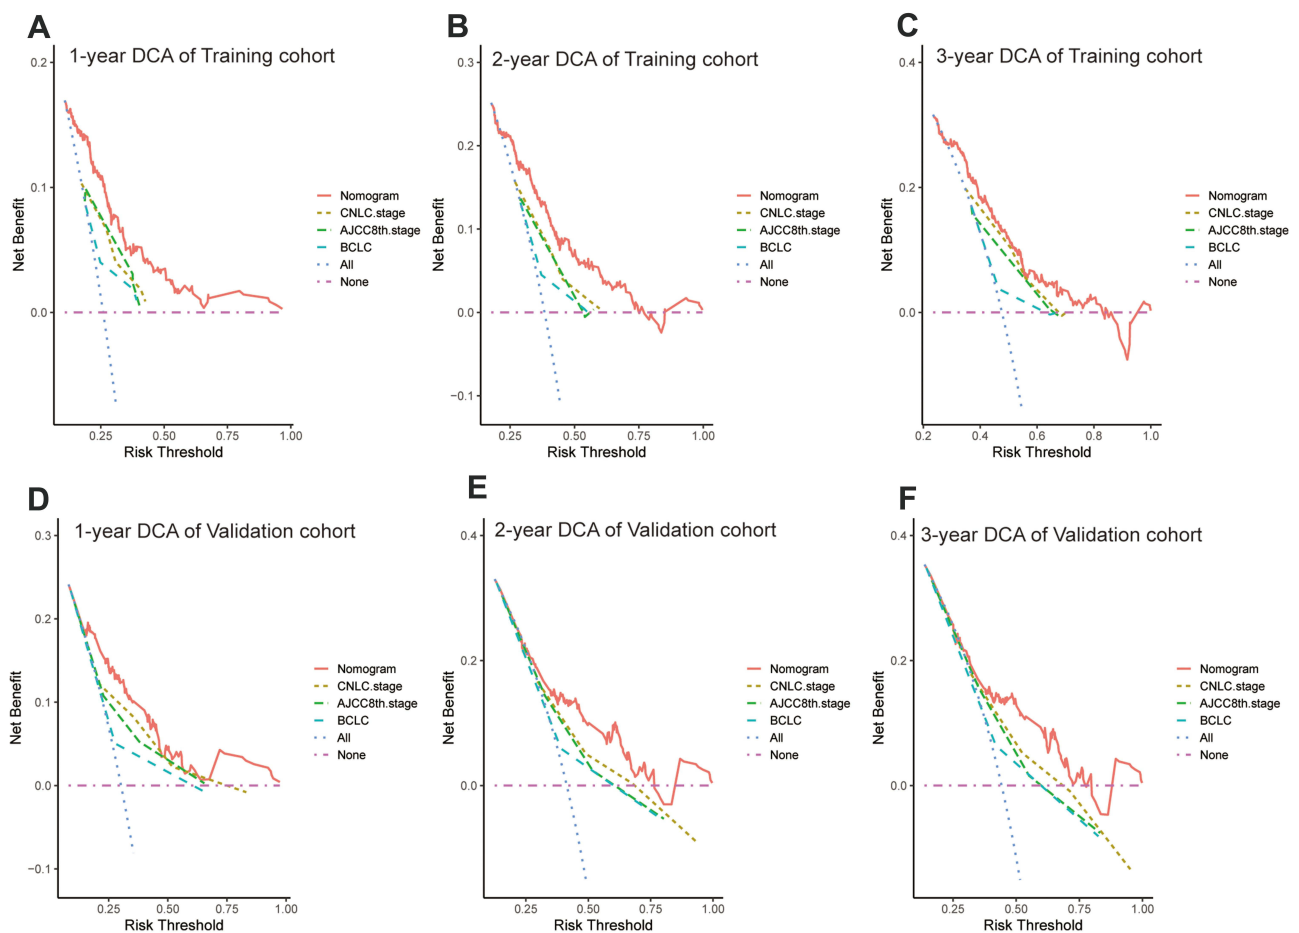 A
1-year DCA of Training cohort
0.2
0.1
0.0
Net Benefit
0.25 0.50 0.75 1.00
Risk Threshold
Nomogram
CNLC.stage
AJCC8th.stage
BCLC
All
None
B
2-year DCA of Training cohort
0.3
0.2
0.1
0.0
−0.1
Net Benefit
0.25 0.50 0.75 1.00
Risk Threshold
Nomogram
CNLC.stage
AJCC8th.stage
BCLC
All
None
C
3-year DCA of Training cohort
0.4
0.2
0.0
Net Benefit
0.2 0.4 0.6 0.8 1.0
Risk Threshold
Nomogram
CNLC.stage
AJCC8th.stage
BCLC
All
None
D
1-year DCA of Validation cohort
0.3
0.2
0.1
0.0
−0.1
Net Benefit
0.25 0.50 0.75 1.00
Risk Threshold
Nomogram
CNLC.stage
AJCC8th.stage
BCLC
All
None
E
2-year DCA of Validation cohort
0.4
0.2
0.0
Net Benefit
0.25 0.50 0.75 1.00
Risk Threshold
Nomogram
CNLC.stage
AJCC8th.stage
BCLC
All
None
F
3-year DCA of Validation cohort
0.4
0.2
0.0
Net Benefit
0.25 0.50 0.75 1.00
Risk Threshold
Nomogram
CNLC.stage
AJCC8th.stage
BCLC
All
None